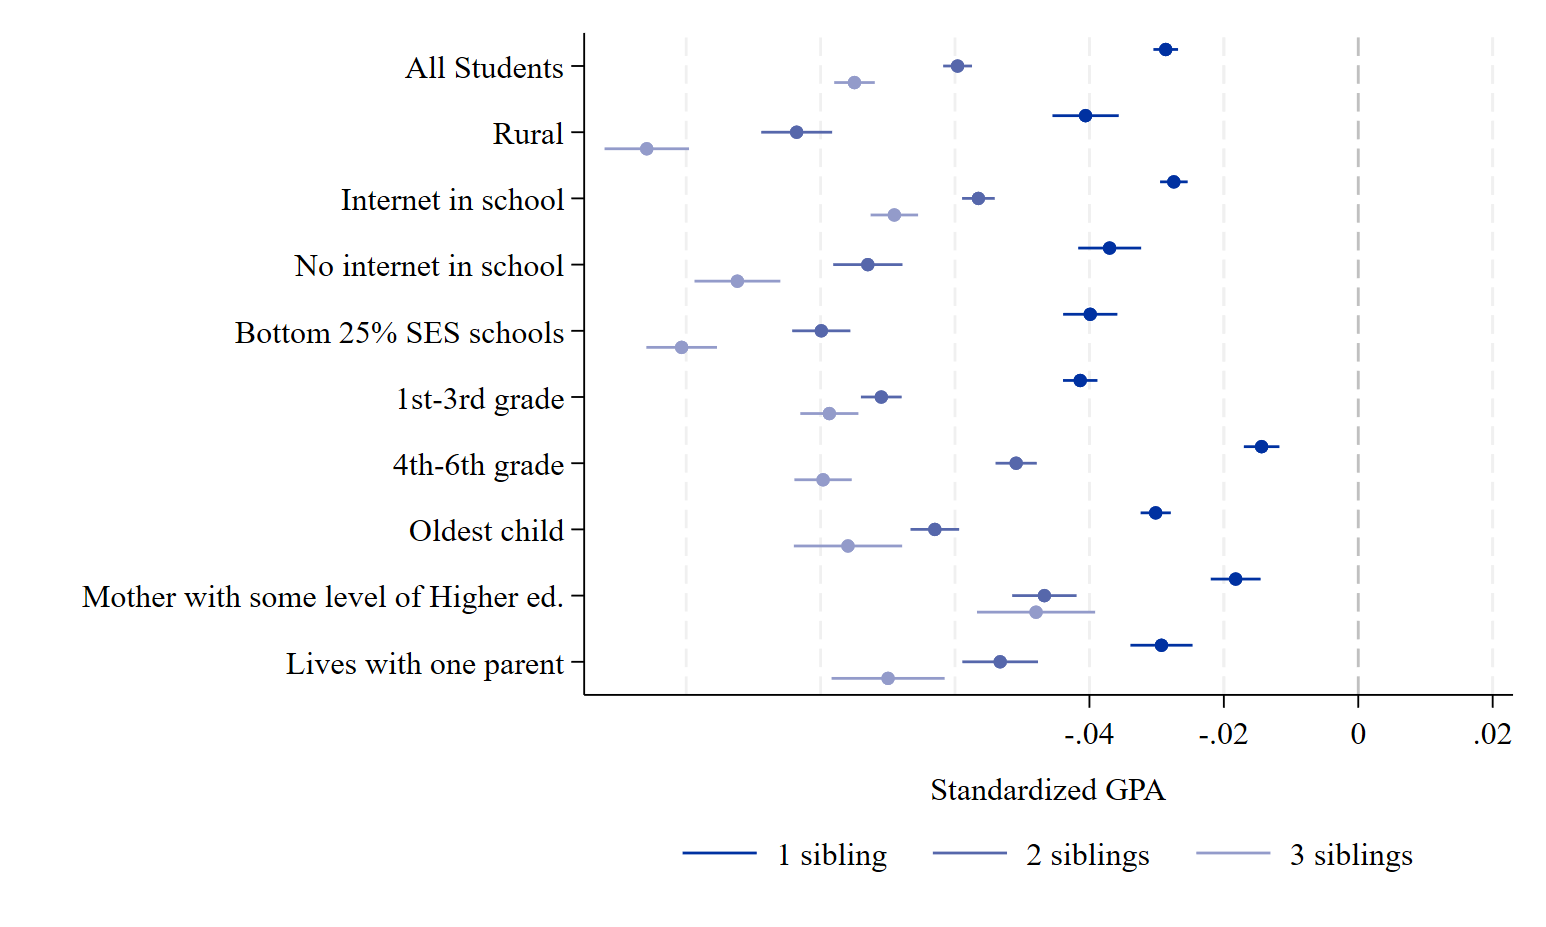 All Students
Rural
Internet in school
No internet in school
Bottom 25% SES schools
1st-3rd grade
4th-6th grade
Oldest child
Mother with some level of Higher ed.
Lives with one parent
-.04 -.02 0 .02
Standardized GPA
1 sibling 2 siblings 3 siblings